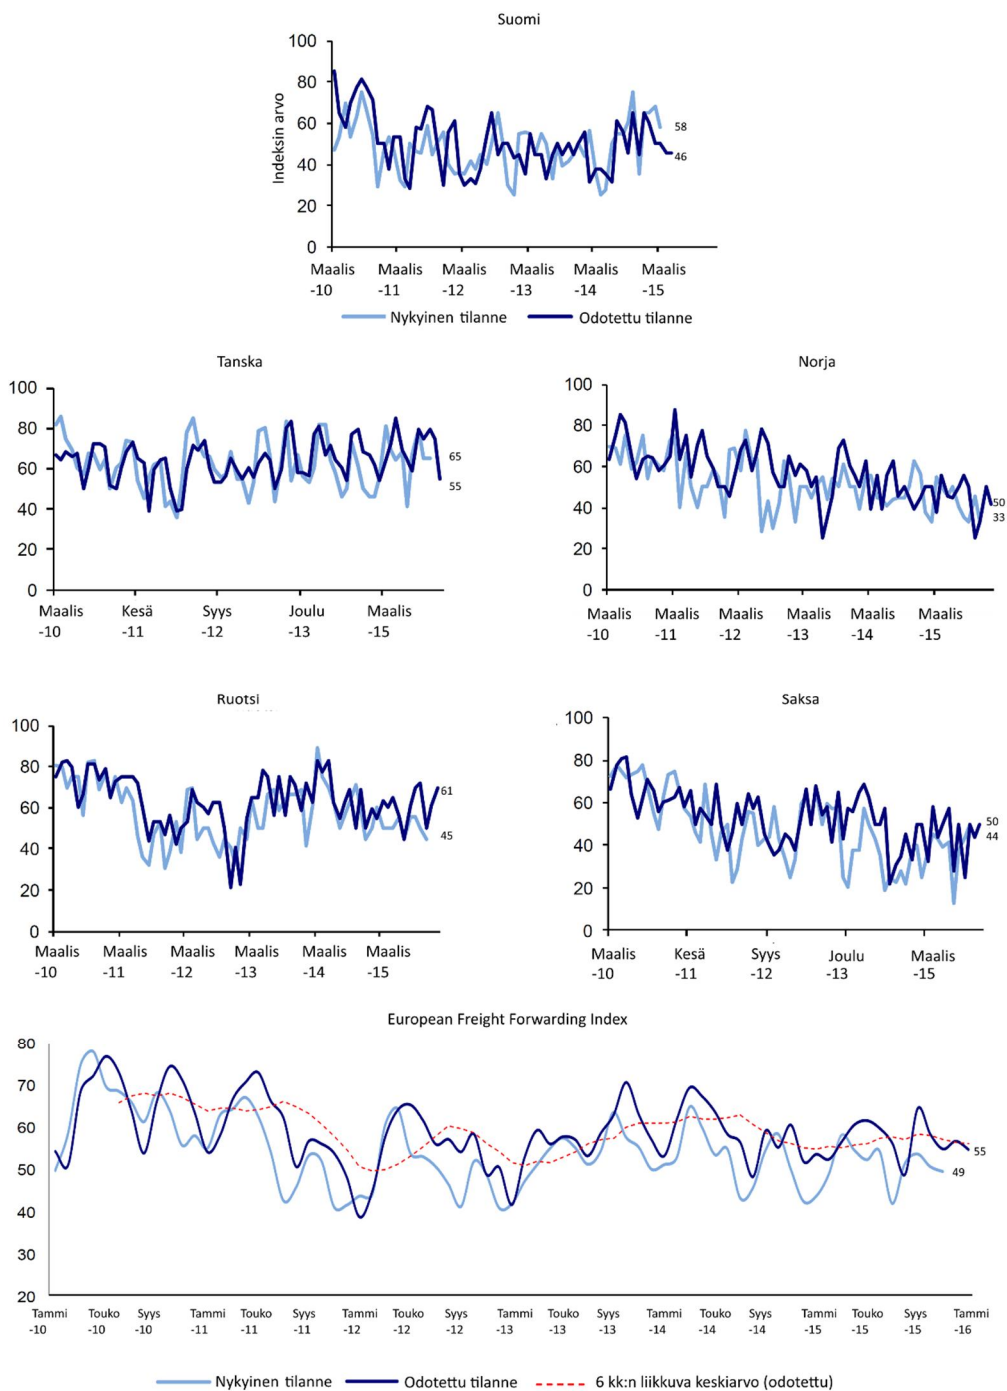 Suomi
100
80
60
40
20
0
Indeksin arvo
58
46
Maalis Maalis Maalis Maalis Maalis Maalis
-10 -11 -12 -13 -14 -15
Nykyinen tilanne Odotettu tilanne
Tanska
100
80
60
40
20
0
65
55
Maalis Kesä Syys Joulu Maalis
-10 -11 -12 -13 -15
Norja
100
80
60
40
20
0
50
33
Maalis Maalis Maalis Maalis Maalis Maalis
-10 -11 -12 -13 -14 -15
Ruotsi
100
80
60
40
20
0
61
45
Maalis Maalis Maalis Maalis Maalis Maalis
-10 -11 -12 -13 -14 -15
Saksa
100
80
60
40
20
0
50
44
Maalis Kesä Syys Joulu Maalis
-10 -11 -12 -13 -15
European Freight Forwarding Index
80
70
60
50
40
30
20
55
49
Tammi Touko Syys Tammi Touko Syys Tammi Touko Syys Tammi Touko Syys Tammi Touko Syys Tammi Touko Syys Tammi
-10 -10 -10 -11 -11 -11 -12 -12 -12 -13 -13 -13 -14 -14 -14 -15 -15 -15 -16
Nykyinen tilanne Odotettu tilanne 6 kk:n liikkuva keskiarvo (odotettu)